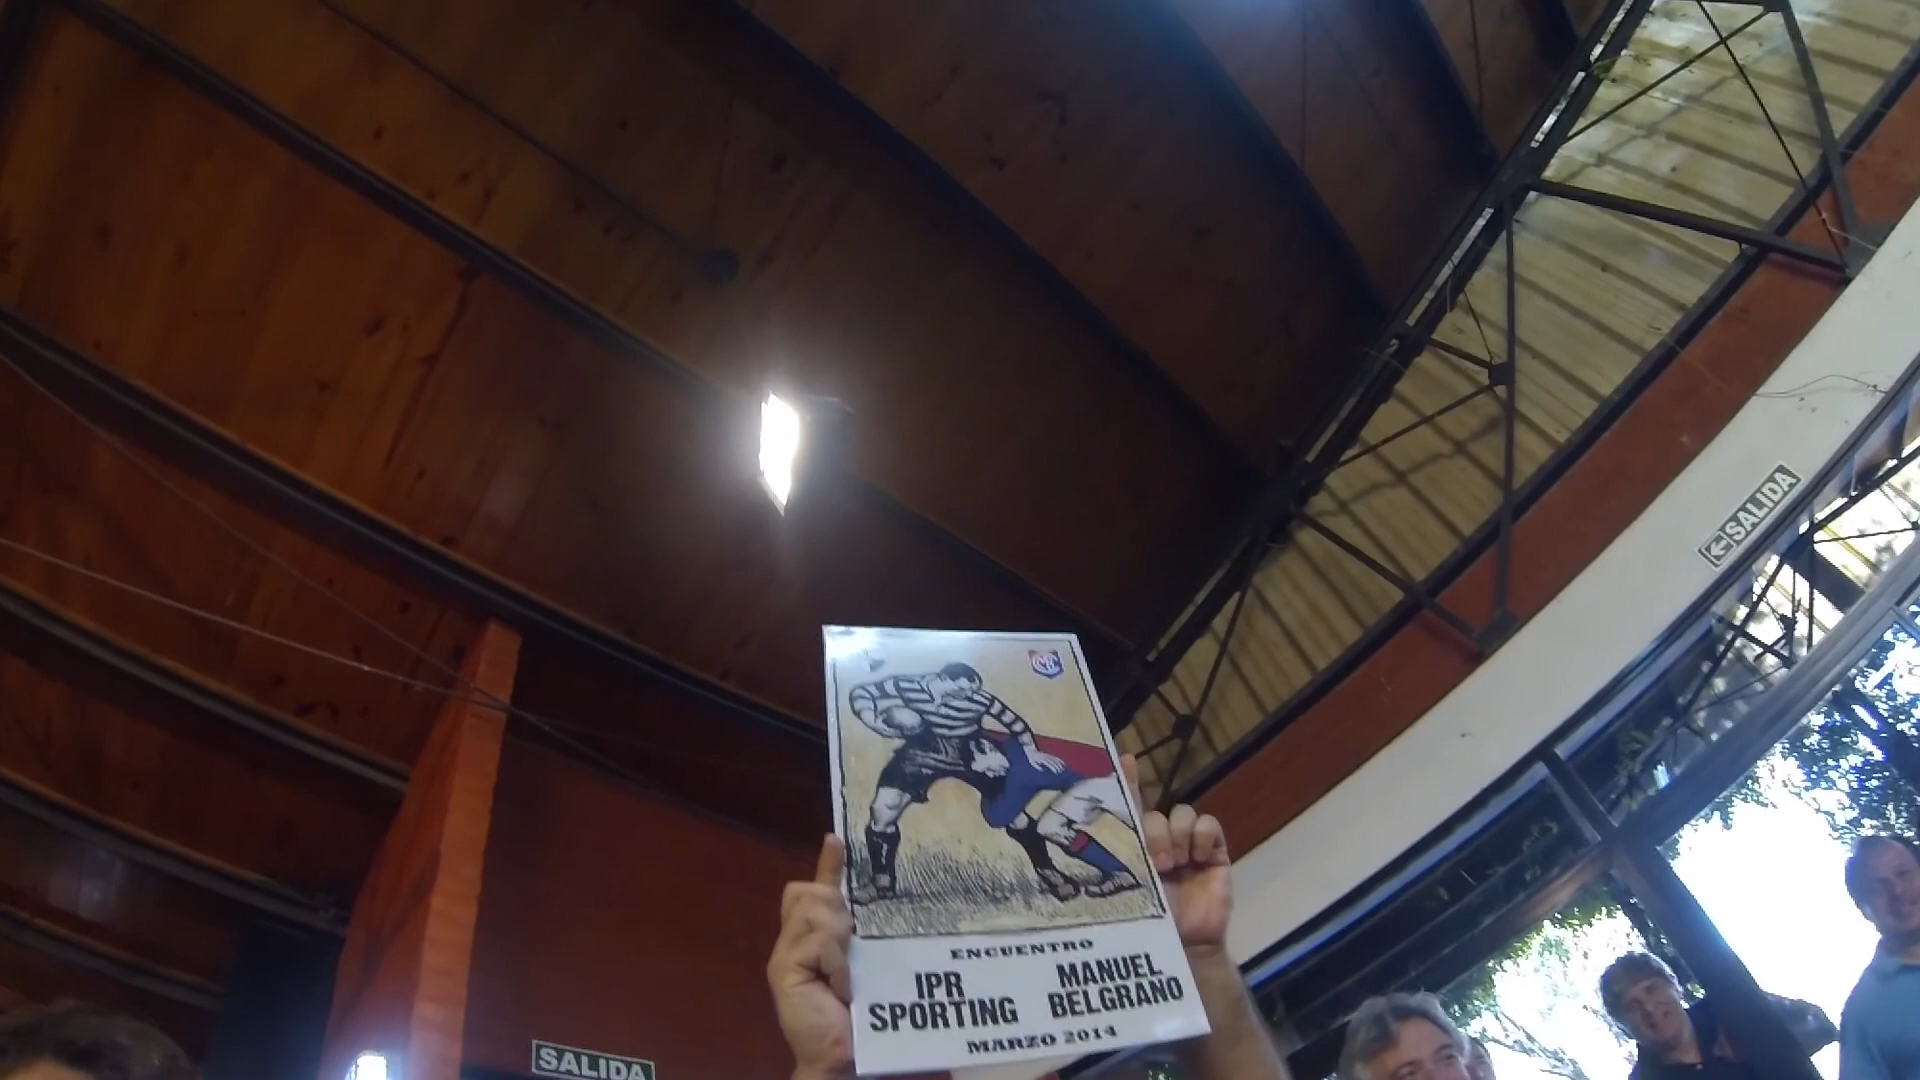 SALIDA
ENCUENTRO
IPR
SPORTING
MANUEL
BELGRANO
MARZO 2014
SALIDA